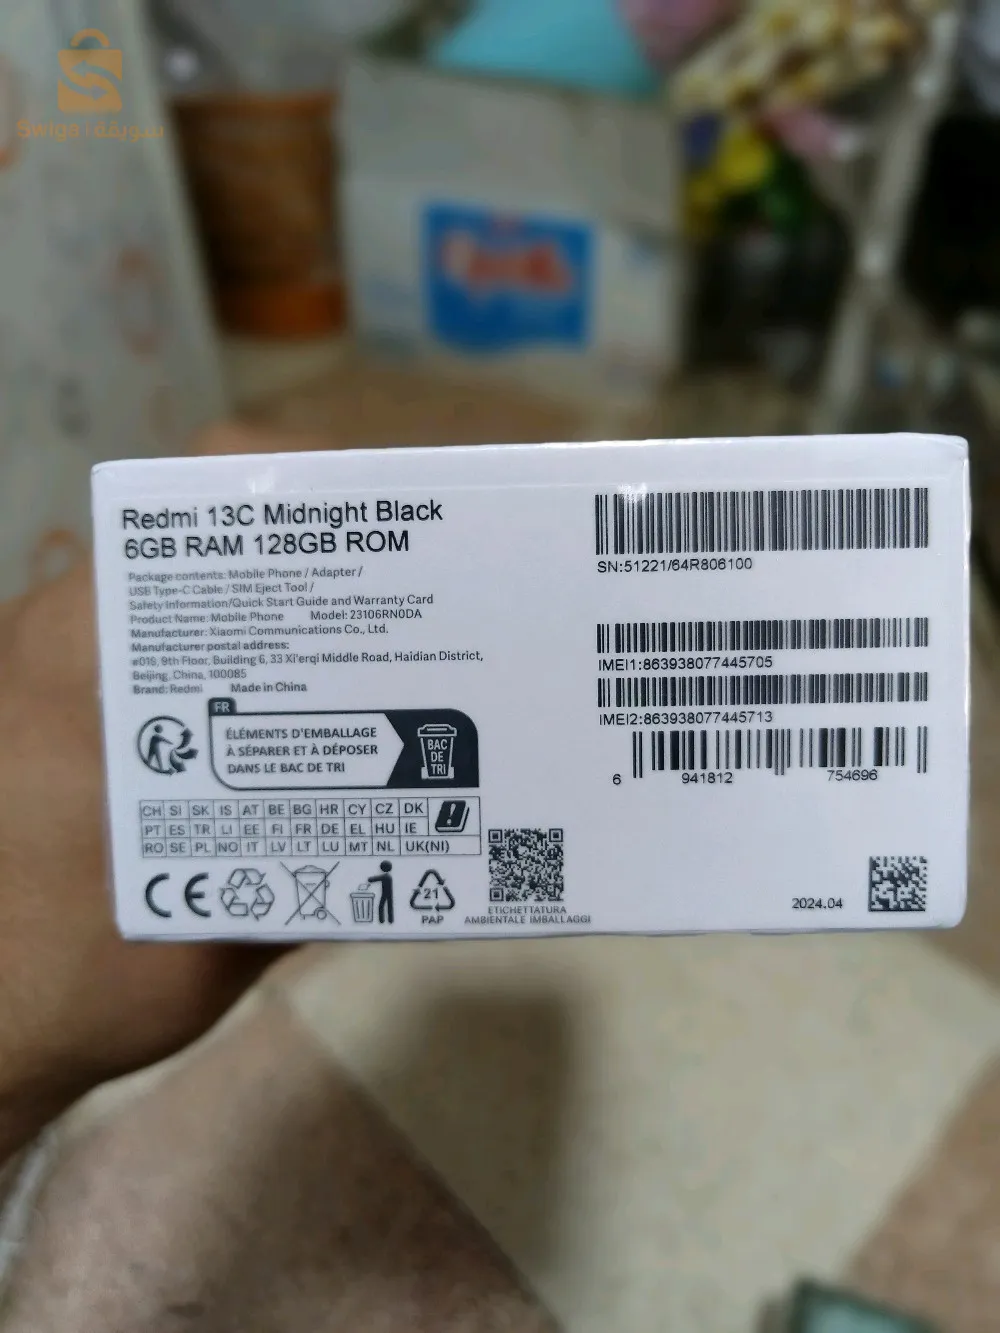 Swiqa | سويقة
Redmi 13C Midnight Black
6GB RAM 128GB ROM
Package contents: Mobile Phone / Adapter /
USB Type-C Cable / SIM Eject Tool /
Safety Information/Quick Start Guide and Warranty Card
Product Name: Mobile Phone Model: 23106RN0DA
Manufacturer: Xiaomi Communications Co., Ltd.
Manufacturer postal address:
#019, 9th Floor, Building 6, 33 Xi'erqi Middle Road, Haidian District,
Beijing, China, 100085
Brand: Redmi Made in China
FR
ÉLÉMENTS D'EMBALLAGE
À SÉPARER ET À DÉPOSER
DANS LE BAC DE TRI
BAC
DE
TRI
CH SI SK IS AT BE BG HR CY CZ DK
PT ES TR LI EE FI FR DE EL HU IE
RO SE PL NO IT LV LT LU MT NL UK(NI)
CE
21
PAP
ETICHETTATURA
AMBIENTALE IMBALLAGGI
SN:51221/64R806100
IMEI1:863938077445705
IMEI2:863938077445713
6 941812 754696
2024.04